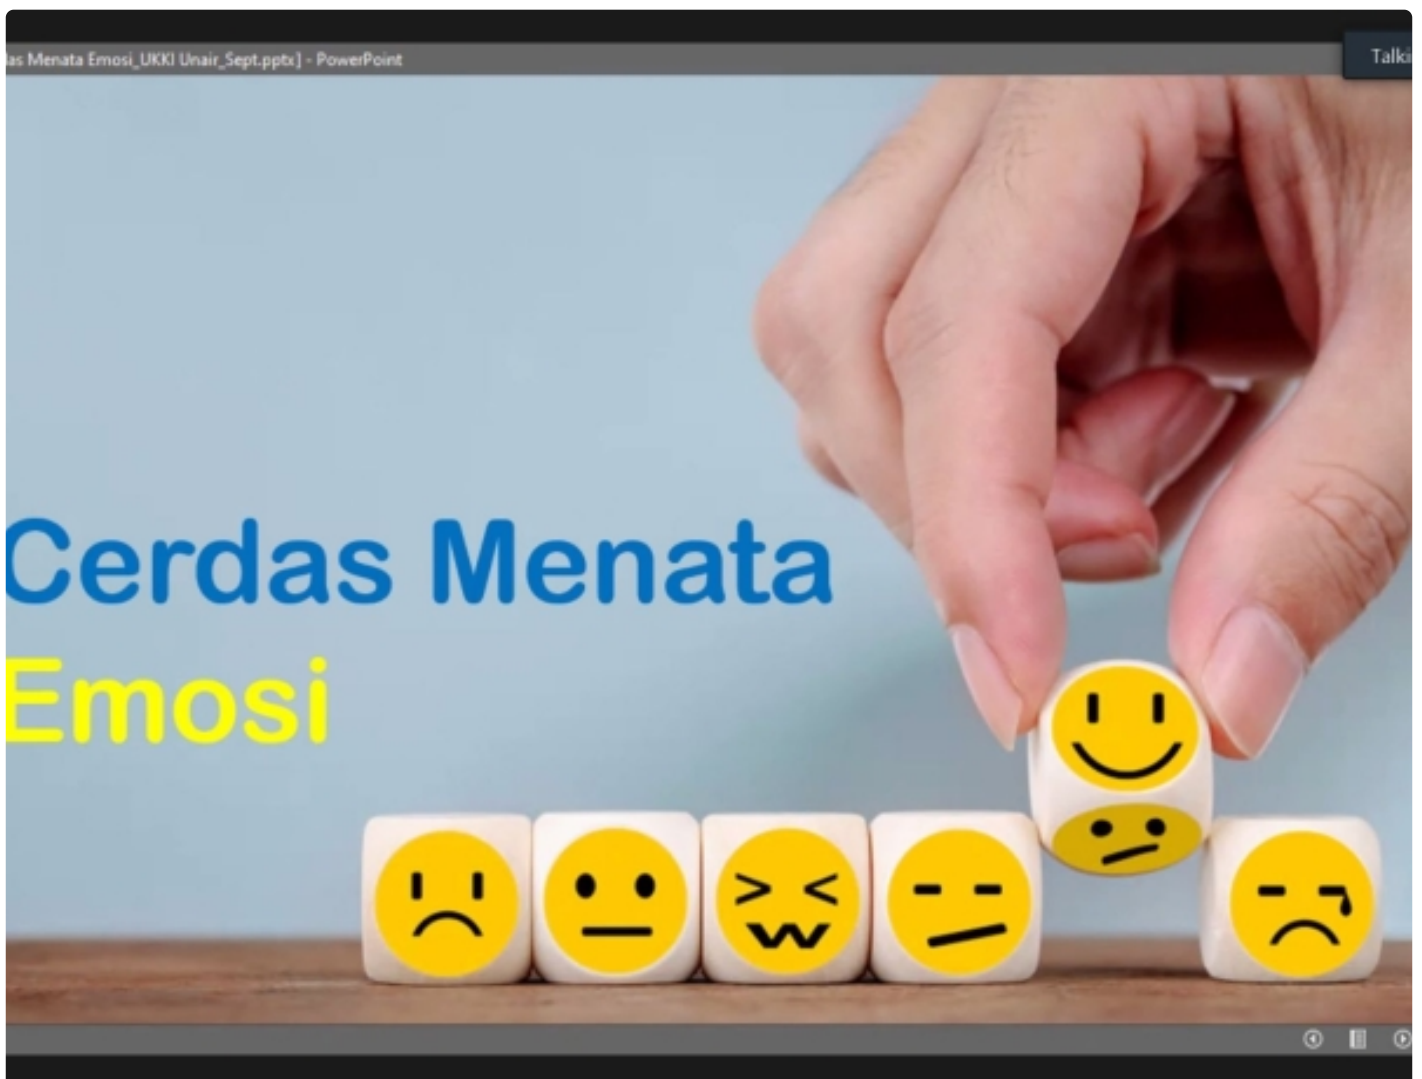 as Menata Emosi_UKKI Unair_Sept.pptx] - PowerPoint
Talki
Cerdas Menata
Emosi